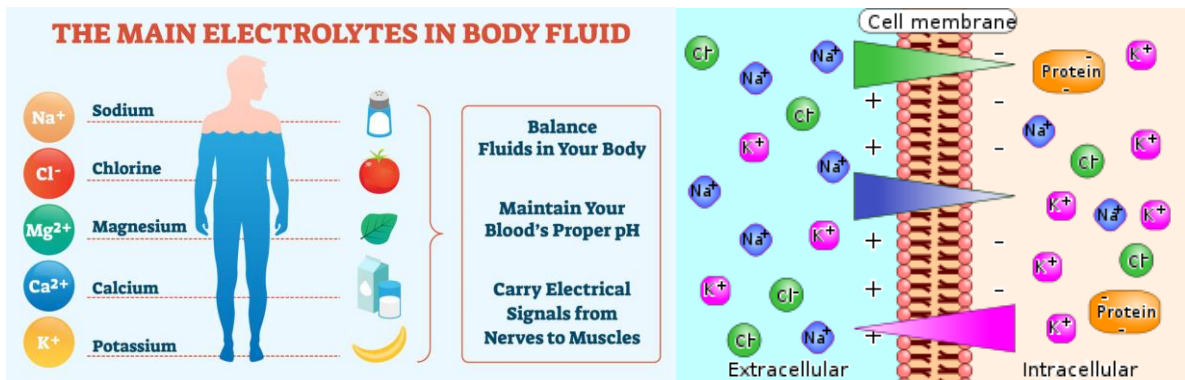 THE MAIN ELECTROLYTES IN BODY FLUID
Na+
Sodium
Cl-
Chlorine
Mg2+
Magnesium
Ca2+
Calcium
K+
Potassium
Balance
Fluids in Your Body
Maintain Your
Blood's Proper pH
Carry Electrical
Signals from
Nerves to Muscles
Cell membrane
Cl-
Na+
Na+
Cl-
K+
Na+
Na+
Na+
K+
K+
Cl-
Cl-
Na+
+
+
+
+
+
+
-
-
-
-
-
-
-
Protein
-
-
K+
Na+
K+
Cl-
K+
Na+
K+
K+
Cl-
K+
Protein
-
-
Extracellular
Intracellular